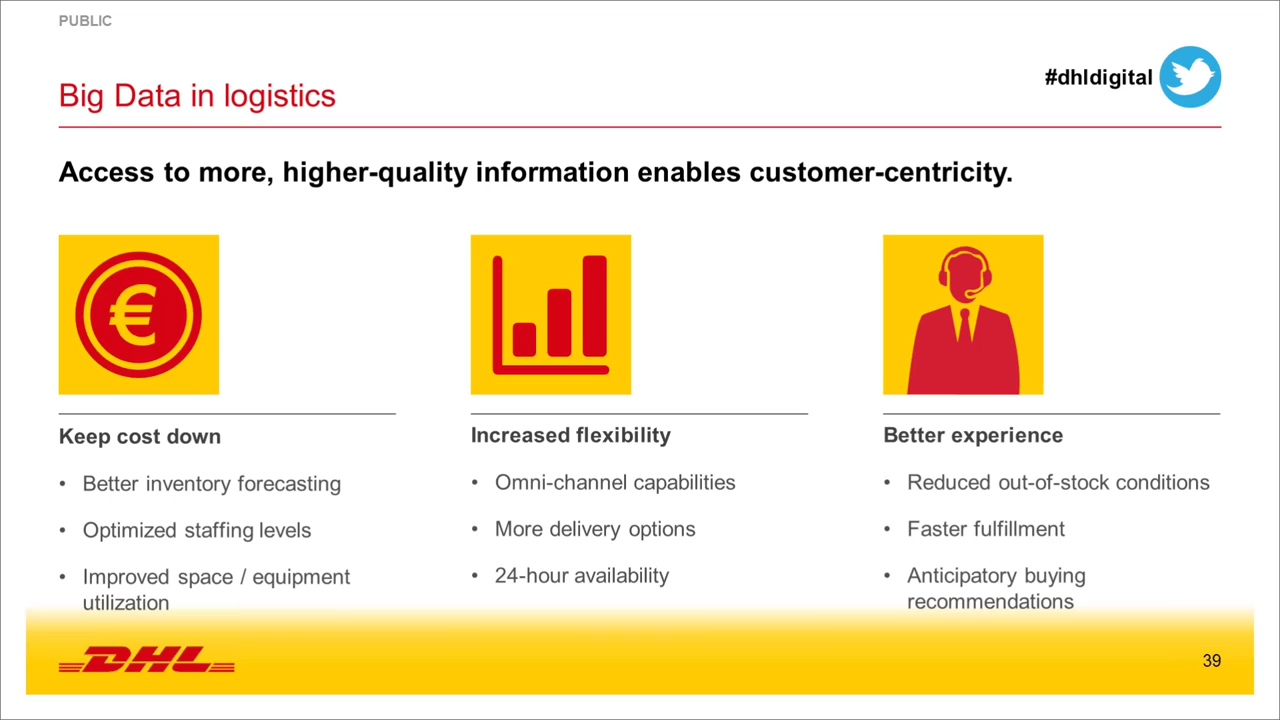 PUBLIC
#dhldigital
Big Data in logistics
Access to more, higher-quality information enables customer-centricity.
€
Keep cost down
• Better inventory forecasting
• Optimized staffing levels
• Improved space / equipment
utilization
Increased flexibility
• Omni-channel capabilities
• More delivery options
• 24-hour availability
Better experience
• Reduced out-of-stock conditions
• Faster fulfillment
• Anticipatory buying
recommendations
DHL
39